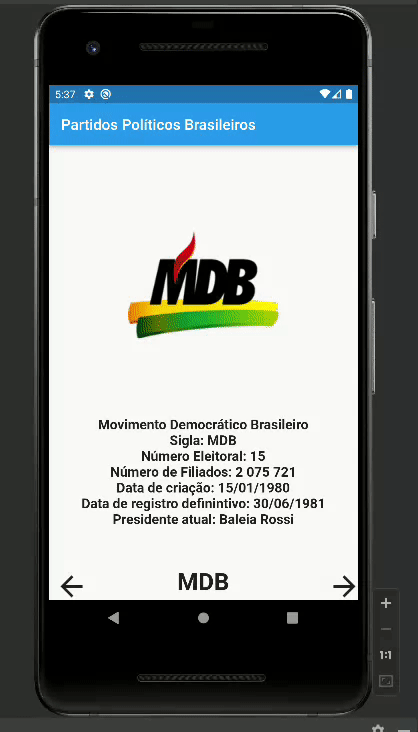 5:37
Partidos Políticos Brasileiros
MDB
Movimento Democrático Brasileiro
Sigla: MDB
Número Eleitoral: 15
Número de Filiados: 2 075 721
Data de criação: 15/01/1980
Data de registro definintivo: 30/06/1981
Presidente atual: Baleia Rossi
MDB
1:1